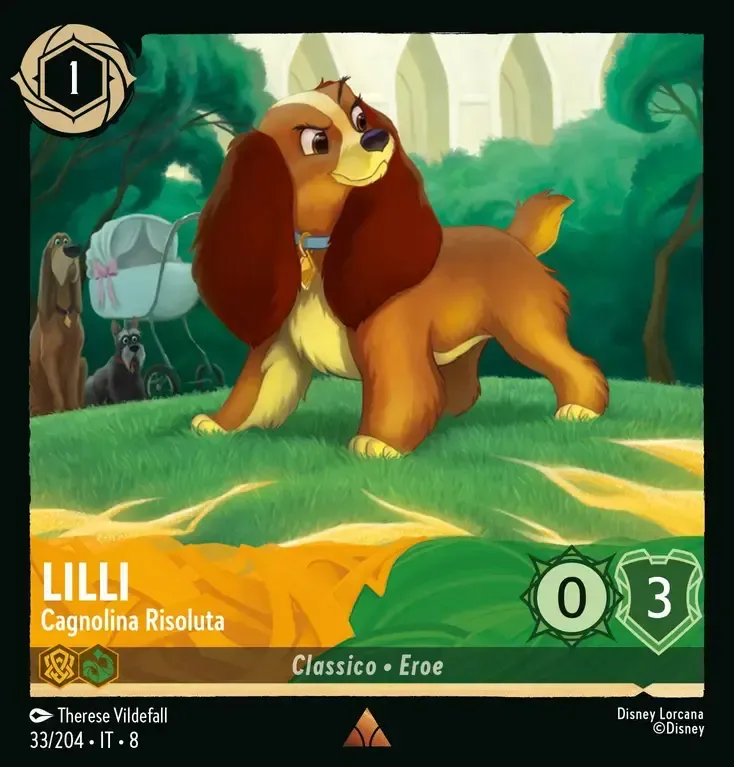 1
LILLI
Cagnolina Risoluta
0
3
Classico • Eroe
Therese Vildefall
33/204 • IT • 8
Disney Lorcana
©Disney